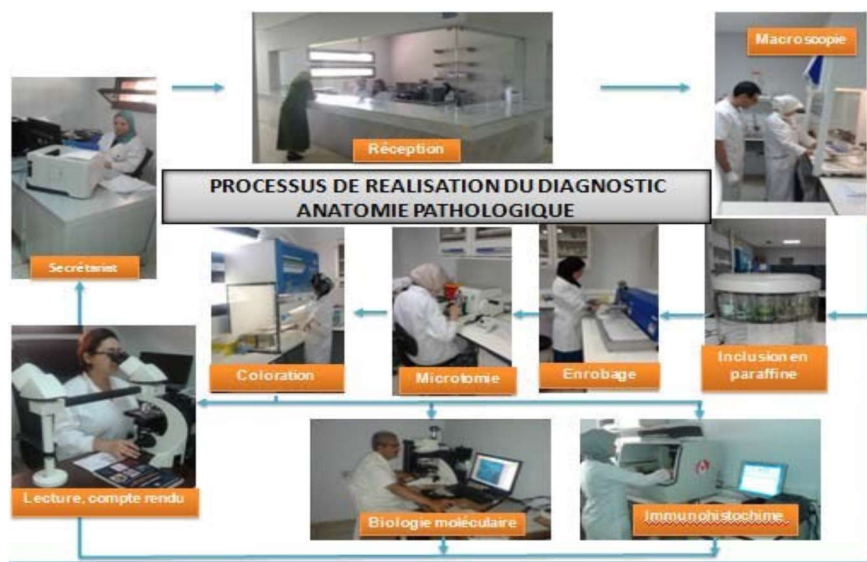 Macroscopie
Réception
PROCESSUS DE REALISATION DU DIAGNOSTIC
ANATOMIE PATHOLOGIQUE
Secrétariat
Coloration
Microtomie
Enrobage
Inclusion en
paraffine
Lecture, compte rendu
Biologie moléculaire
Immunohistochime